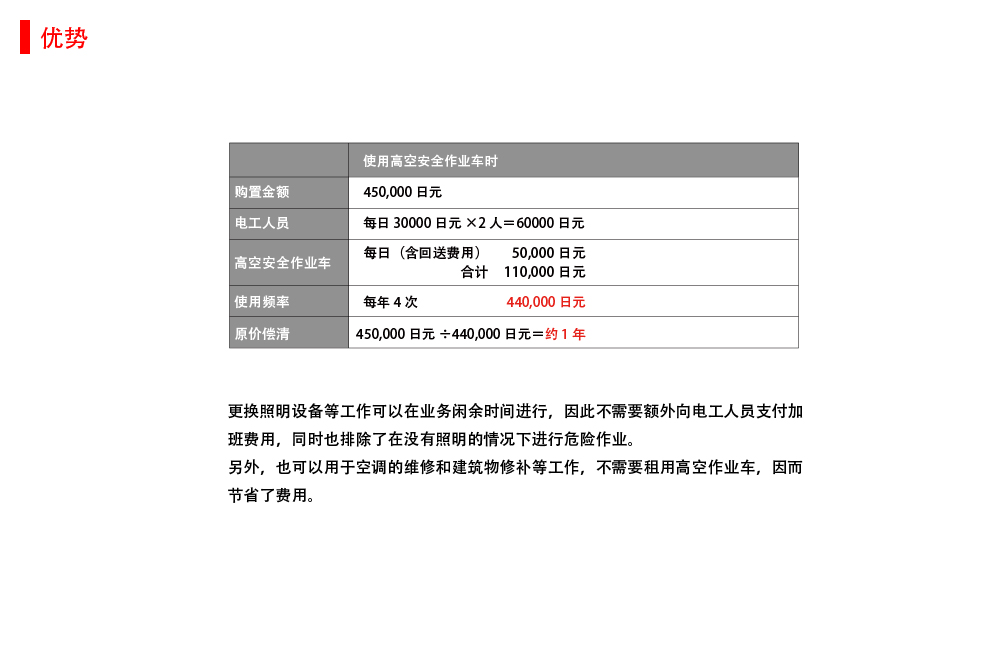 优势
使用高空安全作业车时
购置金额 450,000 日元
电工人员 每日 30000 日元 ×2 人＝60000 日元
高空安全作业车 每日（含回送费用） 50,000 日元
合计 110,000 日元
使用频率 每年 4 次 440,000 日元
原价偿清 450,000 日元 ÷440,000 日元＝约 1 年
更换照明设备等工作可以在业务闲余时间进行，因此不需要额外向电工人员支付加
班费用，同时也排除了在没有照明的情况下进行危险作业。
另外，也可以用于空调的维修和建筑物修补等工作，不需要租用高空作业车，因而
节省了费用。